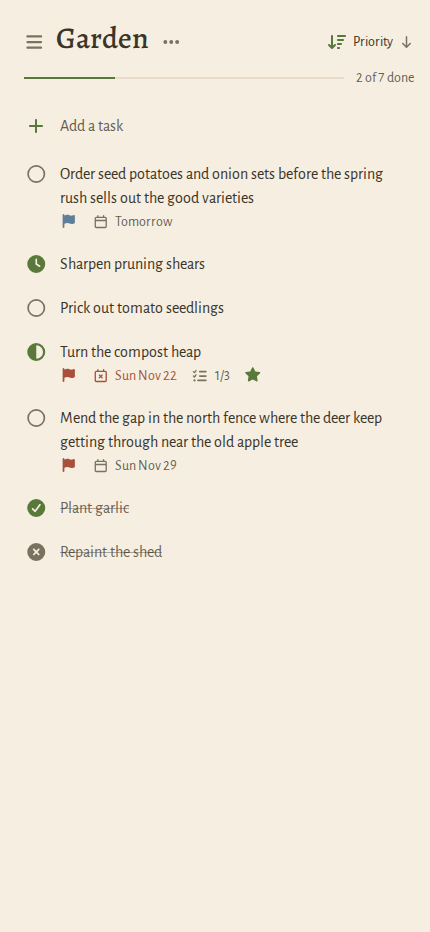 Garden
Priority
2 of 7 done
Add a task
Order seed potatoes and onion sets before the spring
rush sells out the good varieties
Tomorrow
Sharpen pruning shears
Prick out tomato seedlings
Turn the compost heap
Sun Nov 22 1/3
Mend the gap in the north fence where the deer keep
getting through near the old apple tree
Sun Nov 29
Plant garlic
Repaint the shed